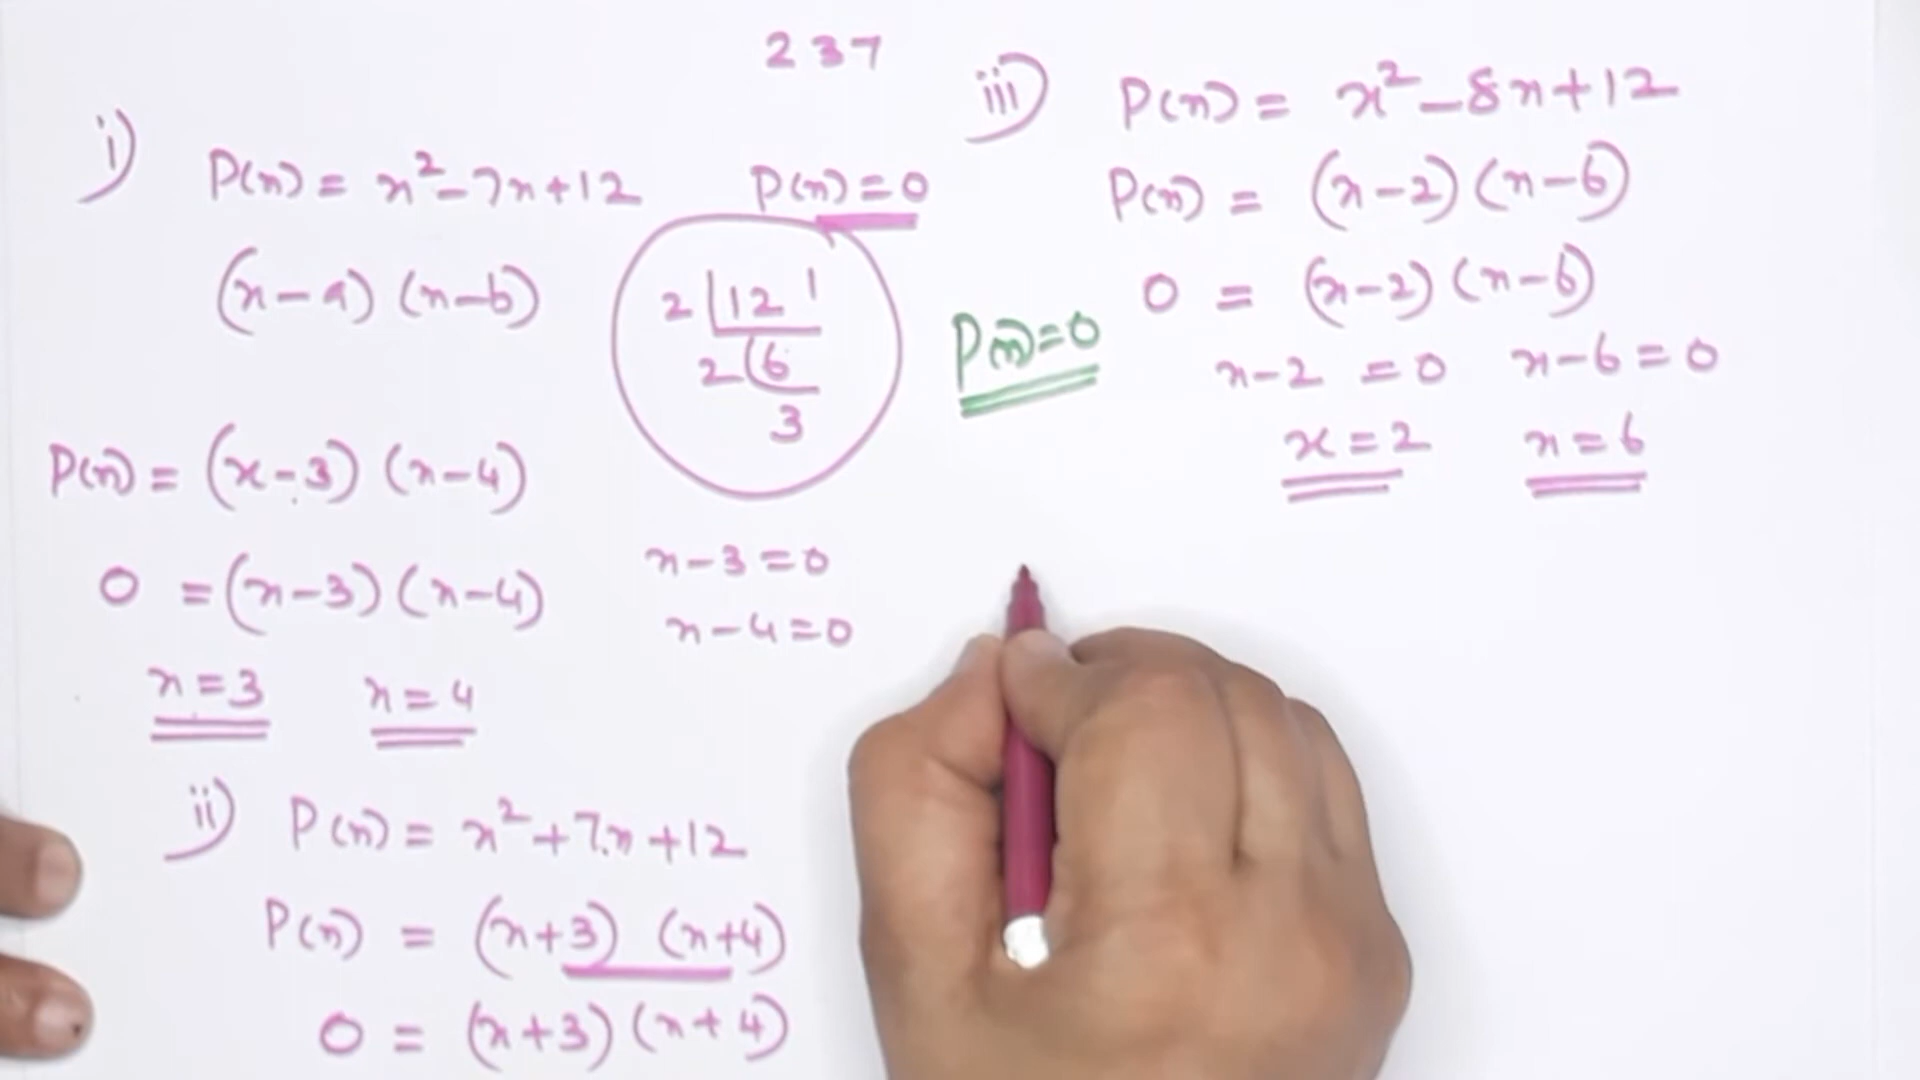 237
i)
P(x) = x² - 7x + 12
P(x) = 0
(x - a) (x - b)
2 | 12
2 | 6
3
P(x) = (x - 3) (x - 4)
0 = (x - 3) (x - 4)
x - 3 = 0
x - 4 = 0
x = 3 x = 4
ii) P(x) = x² + 7x + 12
P(x) = (x + 3) (x + 4)
0 = (x + 3) (x + 4)
iii) P(x) = x² - 8x + 12
P(x) = (x - 2) (x - 6)
0 = (x - 2) (x - 6)
P(x) = 0
x - 2 = 0 x - 6 = 0
x = 2 x = 6